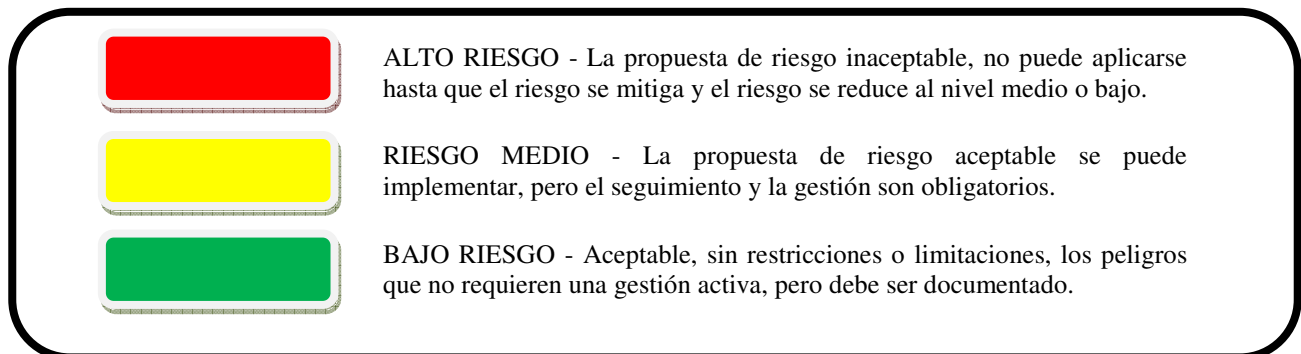 ALTO RIESGO - La propuesta de riesgo inaceptable, no puede aplicarse
hasta que el riesgo se mitiga y el riesgo se reduce al nivel medio o bajo.
RIESGO MEDIO - La propuesta de riesgo aceptable se puede
implementar, pero el seguimiento y la gestión son obligatorios.
BAJO RIESGO - Aceptable, sin restricciones o limitaciones, los peligros
que no requieren una gestión activa, pero debe ser documentado.